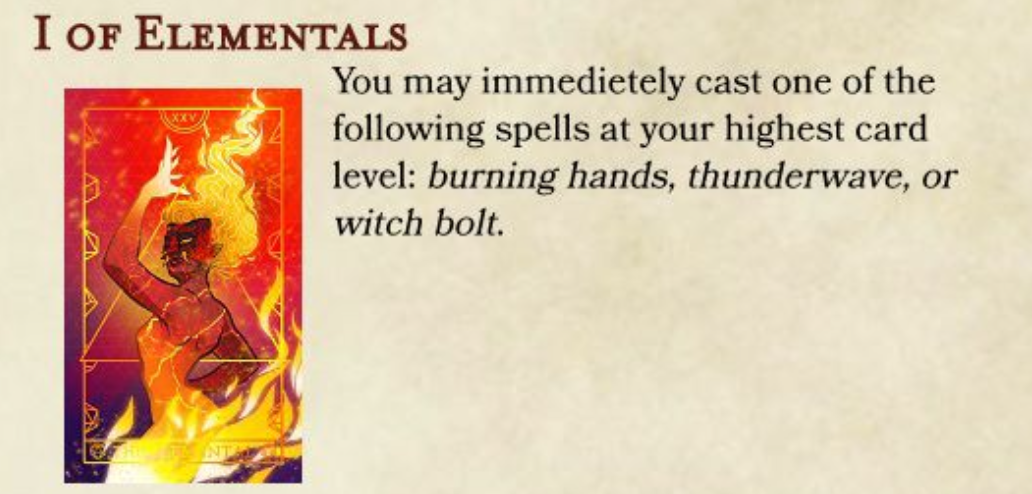 I OF ELEMENTALS
You may immedietely cast one of the
following spells at your highest card
level: burning hands, thunderwave, or
witch bolt.
XXV